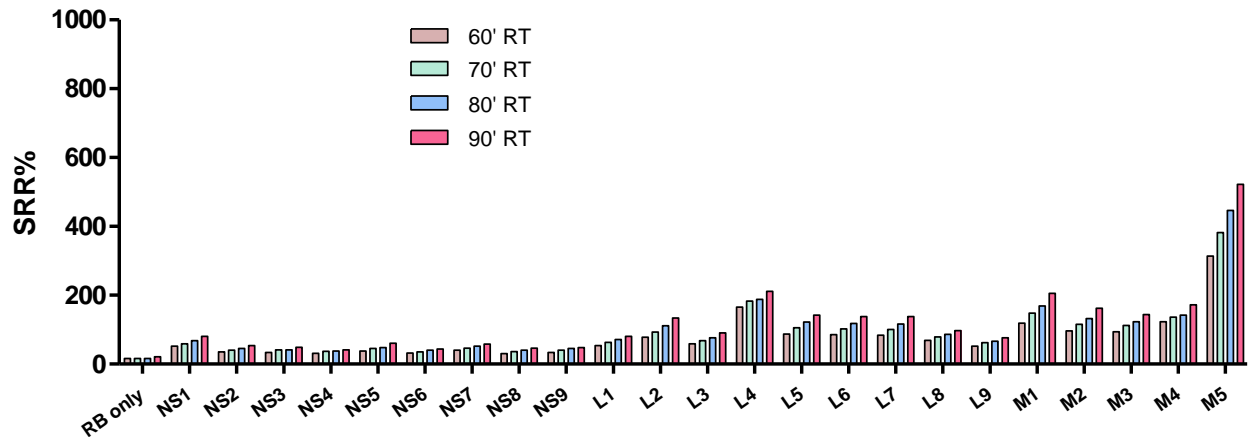 1000
800
600
400
200
0
SRR%
60' RT
70' RT
80' RT
90' RT
RB only
NS1
NS2
NS3
NS4
NS5
NS6
NS7
NS8
NS9
L1
L2
L3
L4
L5
L6
L7
L8
L9
M1
M2
M3
M4
M5